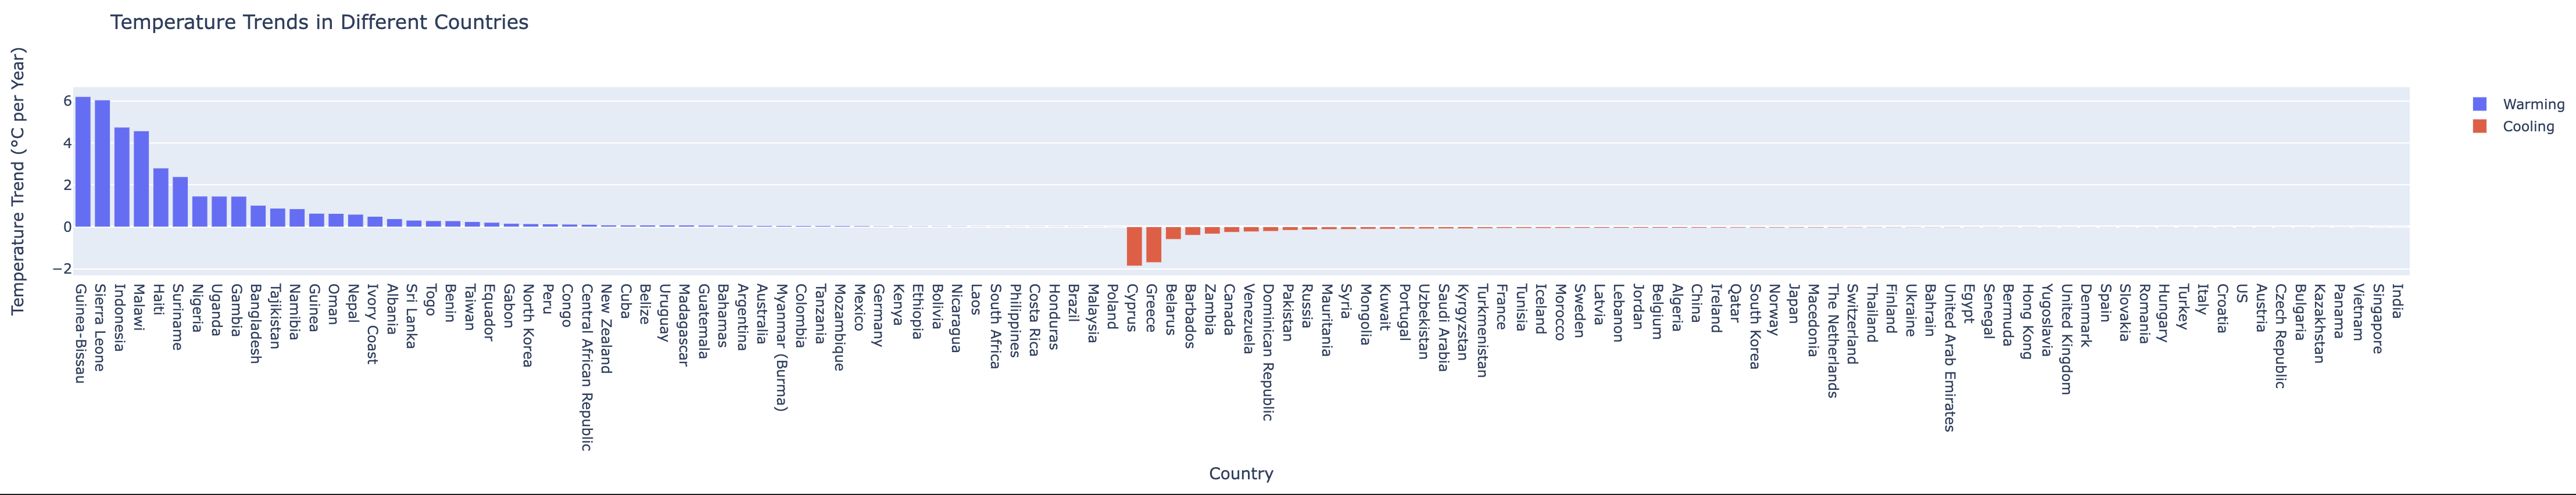 Temperature Trends in Different Countries
Temperature Trend (°C per Year)
6
4
2
0
−2
Warming
Cooling
Guinea-Bissau
Sierra Leone
Indonesia
Malawi
Haiti
Suriname
Nigeria
Uganda
Gambia
Bangladesh
Tajikistan
Namibia
Guinea
Oman
Nepal
Ivory Coast
Albania
Sri Lanka
Togo
Benin
Taiwan
Equador
Gabon
North Korea
Peru
Congo
Central African Republic
New Zealand
Cuba
Belize
Uruguay
Madagascar
Guatemala
Bahamas
Argentina
Australia
Myanmar (Burma)
Colombia
Tanzania
Mozambique
Mexico
Germany
Kenya
Ethiopia
Bolivia
Nicaragua
Laos
South Africa
Philippines
Costa Rica
Honduras
Brazil
Malaysia
Poland
Cyprus
Greece
Belarus
Barbados
Zambia
Canada
Venezuela
Dominican Republic
Pakistan
Russia
Mauritania
Syria
Mongolia
Kuwait
Portugal
Uzbekistan
Saudi Arabia
Kyrgyzstan
Turkmenistan
France
Tunisia
Iceland
Morocco
Sweden
Latvia
Lebanon
Jordan
Belgium
Algeria
China
Ireland
Qatar
South Korea
Norway
Japan
Macedonia
The Netherlands
Switzerland
Thailand
Finland
Ukraine
Bahrain
United Arab Emirates
Egypt
Senegal
Bermuda
Hong Kong
Yugoslavia
United Kingdom
Denmark
Spain
Slovakia
Romania
Hungary
Turkey
Italy
Croatia
US
Austria
Czech Republic
Bulgaria
Kazakhstan
Panama
Vietnam
Singapore
India
Country